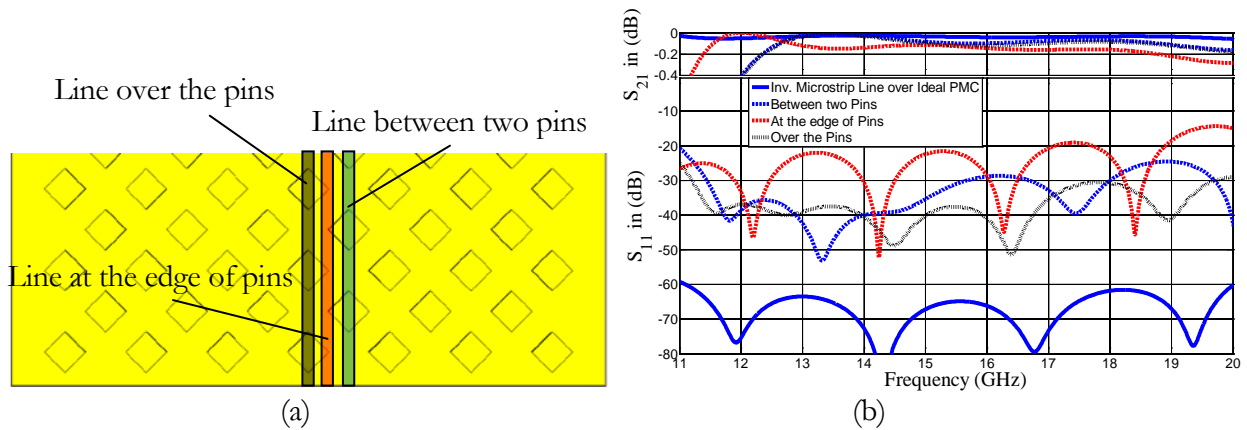 Line over the pins
Line between two pins
Line at the edge of pins
(a)
S21 in (dB)
0
-0.2
-0.4
Inv. Microstrip Line over Ideal PMC
Between two Pins
At the edge of Pins
Over the Pins
S11 in (dB)
-10
-20
-30
-40
-50
-60
-70
-80
11 12 13 14 15 16 17 18 19 20
Frequency (GHz)
(b)